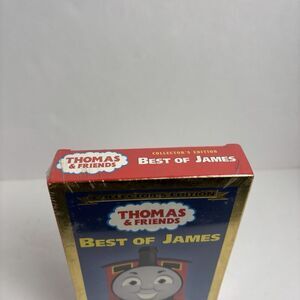 THOMAS
& FRIENDS
COLLECTOR'S EDITION
BEST OF JAMES
COLLECTOR'S EDITION
THOMAS
& FRIENDS
BEST OF JAMES